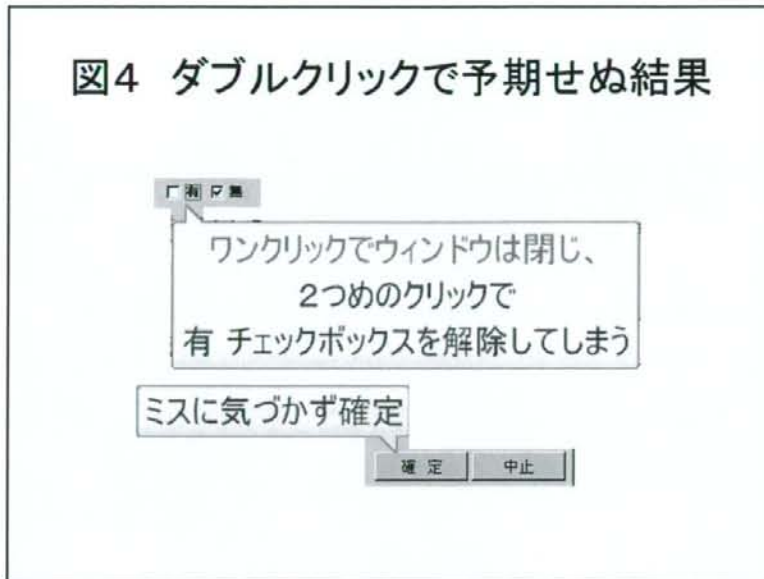 図4 ダブルクリックで予期せぬ結果
有 無
ワンクリックでウィンドウは閉じ、
2つめのクリックで
有 チェックボックスを解除してしまう
ミスに気づかず確定
確 定 中止